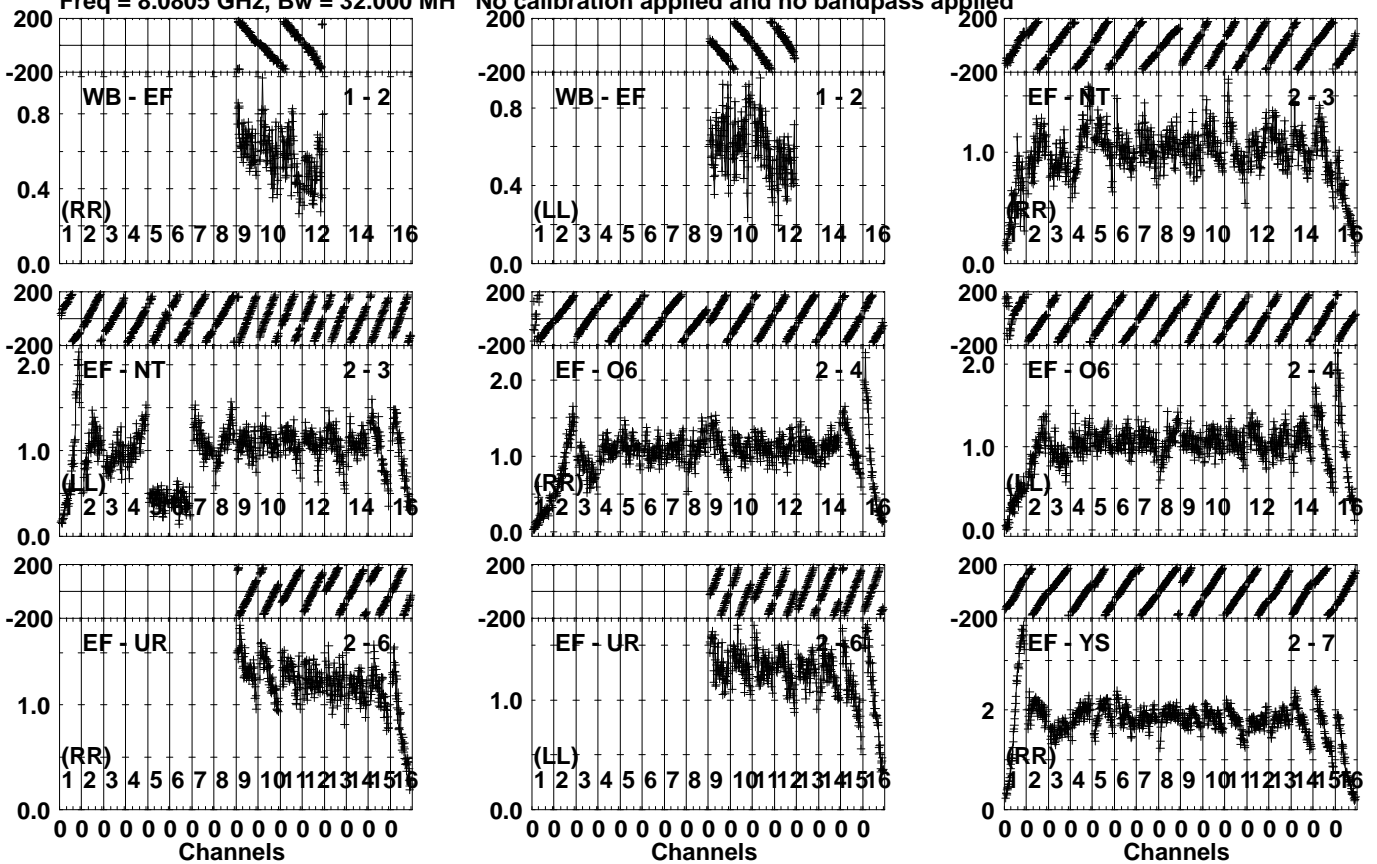 Freq = 8.0805 GHz, Bw = 32.000 MH No calibration applied and no bandpass applied
200
-200
WB - EF 1 - 2
0.8
0.4
(RR)
1 2 3 4 5 6 7 8 9 10 12 14 16
0.0
200
-200
WB - EF 1 - 2
0.8
0.4
(LL)
1 2 3 4 5 6 7 8 9 10 12 14 16
0.0
200
-200
EF - NT 2 - 3
1.0
(RR)
1 2 3 4 5 6 7 8 9 10 12 14 16
0.0
200
-200
EF - NT 2 - 3
2.0
1.0
(LL)
2 3 4 5 6 7 8 9 10 12 14 16
0.0
200
-200
EF - O6 2 - 4
2.0
1.0
(RR)
1 2 3 4 5 6 7 8 9 10 12 14 16
0.0
200
-200
EF - O6 2 - 4
2.0
1.0
(LL)
2 3 4 5 6 7 8 9 10 12 14 16
0.0
200
-200
EF - UR 2 - 6
1.0
(RR)
1 2 3 4 5 6 7 8 9 10 11 12 13 14 15 16
0.0
0 0 0 0 0 0 0 0 0 0 0 0 0 0 0 0
Channels
200
-200
EF - UR 2 - 6
1.0
(LL)
1 2 3 4 5 6 7 8 9 10 11 12 13 14 15 16
0.0
0 0 0 0 0 0 0 0 0 0 0 0 0 0 0 0
Channels
200
-200
EF - YS 2 - 7
2
(RR)
1 2 3 4 5 6 7 8 9 10 11 12 13 14 15 16
0
0 0 0 0 0 0 0 0 0 0 0 0 0 0 0 0
Channels